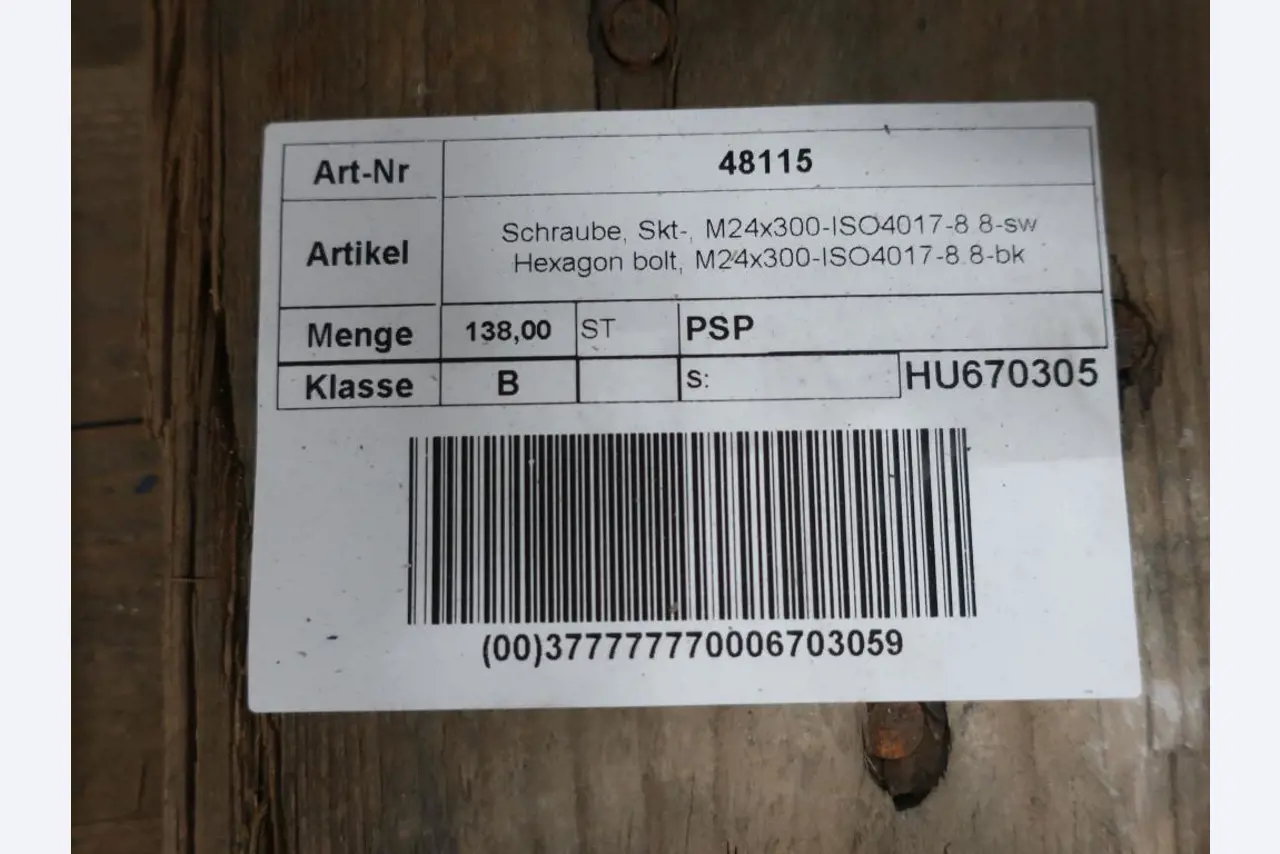 Art-Nr 48115
Artikel
Schraube, Skt-, M24x300-ISO4017-8.8-sw
Hexagon bolt, M24x300-ISO4017-8.8-bk
Menge 138,00 ST PSP
Klasse B S: HU670305
(00)377777770006703059